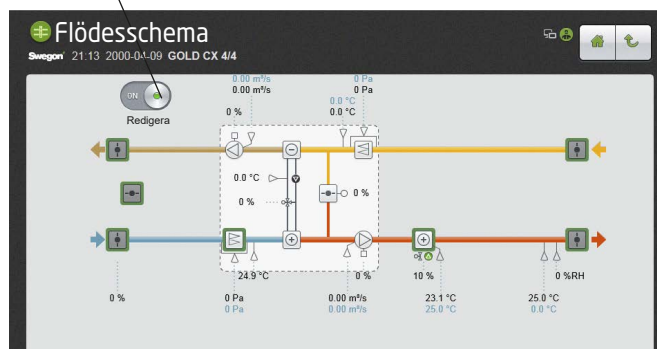 Flödesschema
Swegon 21:13 2000-04-09 GOLD CX 4/4
ON
Redigera
0.00 m³/s
0.00 m³/s
0 Pa
0 Pa
0 %
0.0 °C
0.0 °C
0.0 °C
0 %
0 %
24.9 °C
0 %
10 %
0 %RH
0 %
0 Pa
0 Pa
0.00 m³/s
0.00 m³/s
23.1 °C
25.0 °C
25.0 °C
0.0 °C